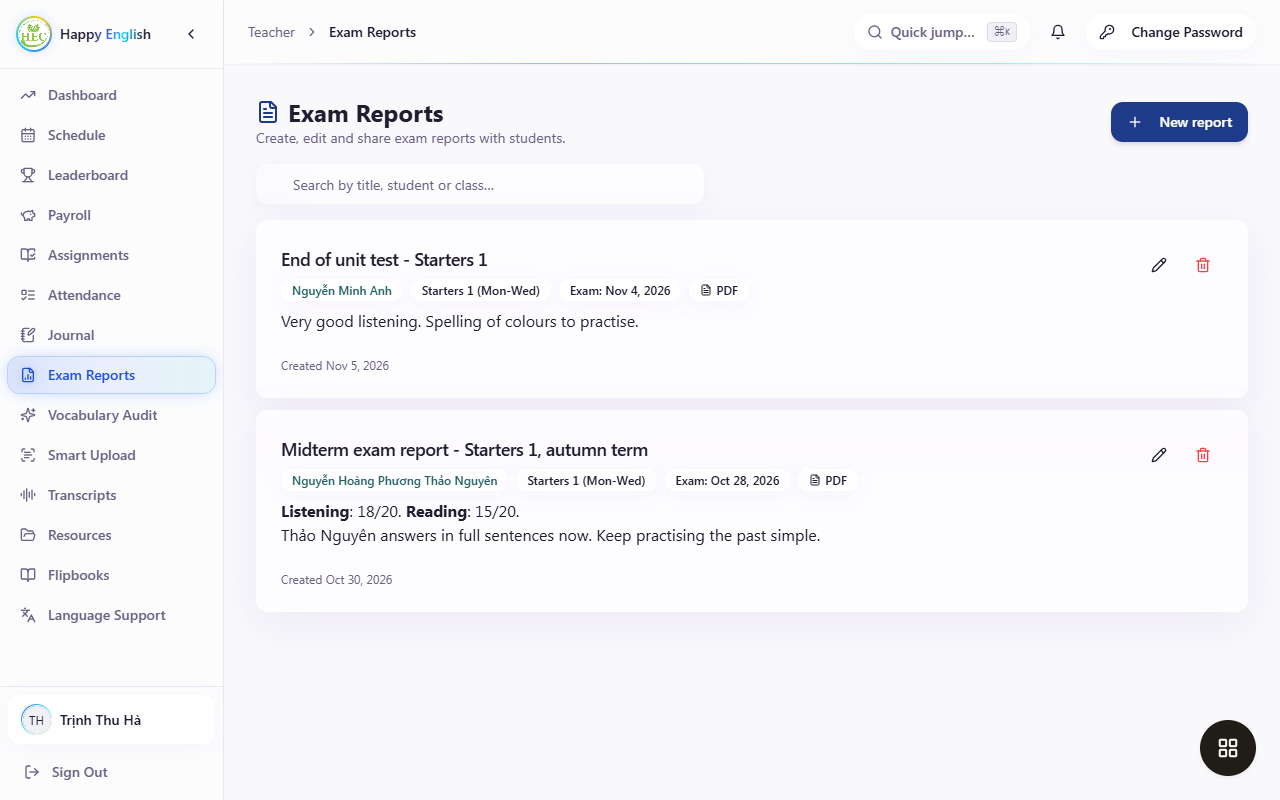 HEC
Happy English
Teacher > Exam Reports
Quick jump... ⌘K
Change Password
Dashboard
Schedule
Leaderboard
Payroll
Assignments
Attendance
Journal
Exam Reports
Vocabulary Audit
Smart Upload
Transcripts
Resources
Flipbooks
Language Support
TH Trịnh Thu Hà
Sign Out
Exam Reports
Create, edit and share exam reports with students.
+ New report
Search by title, student or class...
End of unit test - Starters 1
Nguyễn Minh Anh Starters 1 (Mon-Wed) Exam: Nov 4, 2026 PDF
Very good listening. Spelling of colours to practise.
Created Nov 5, 2026
Midterm exam report - Starters 1, autumn term
Nguyễn Hoàng Phương Thảo Nguyên Starters 1 (Mon-Wed) Exam: Oct 28, 2026 PDF
Listening: 18/20. Reading: 15/20.
Thảo Nguyên answers in full sentences now. Keep practising the past simple.
Created Oct 30, 2026